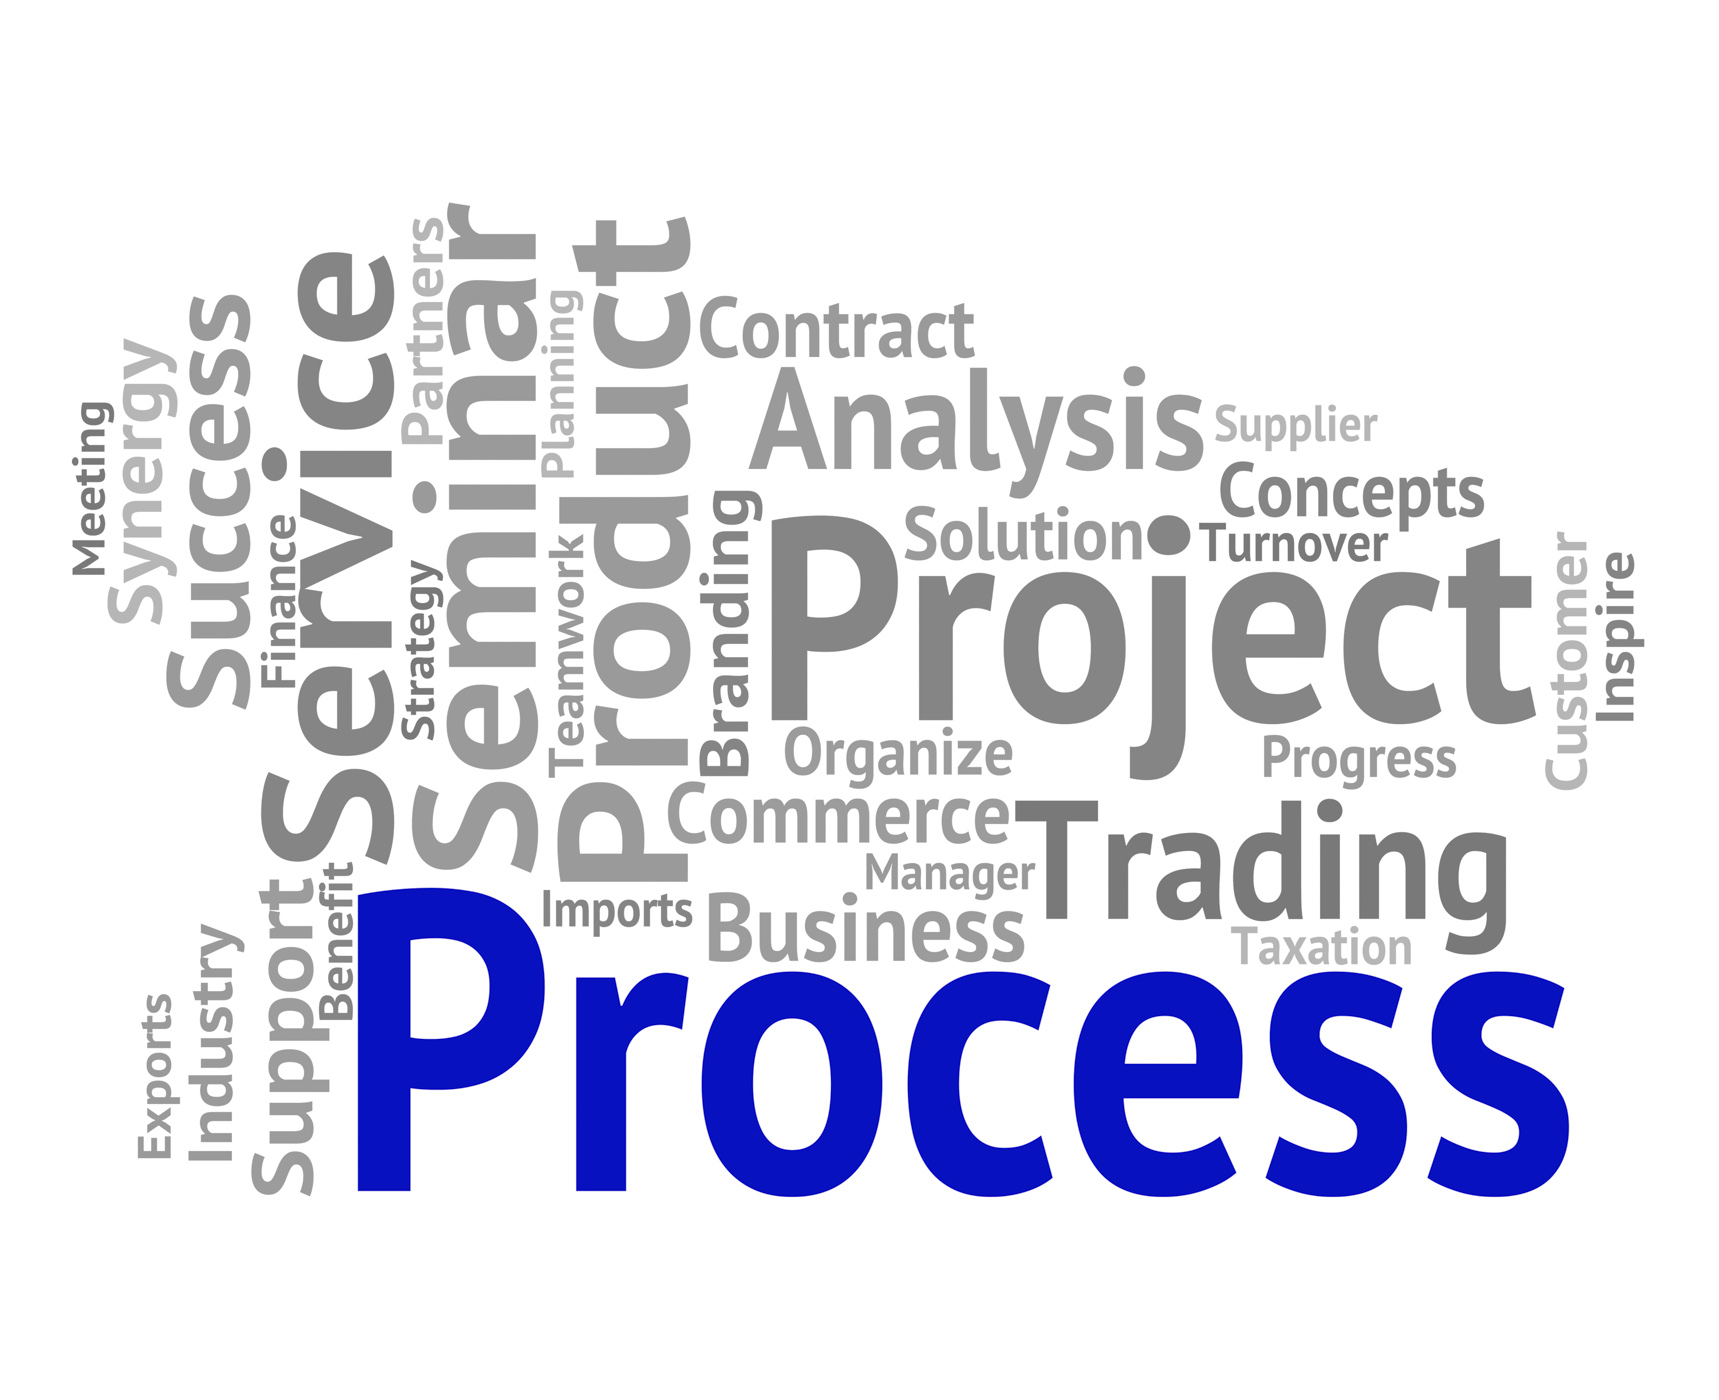 Meeting
Synergy
Success
Finance
Service
Partners
Strategy
Seminar
Planning
Teamwork
Product
Contract
Analysis
Supplier
Concepts
Solution
Turnover
Branding
Project
Customer
Inspire
Organize
Progress
Commerce
Trading
Manager
Imports
Business
Taxation
Benefit
Support
Industry
Exports
Process